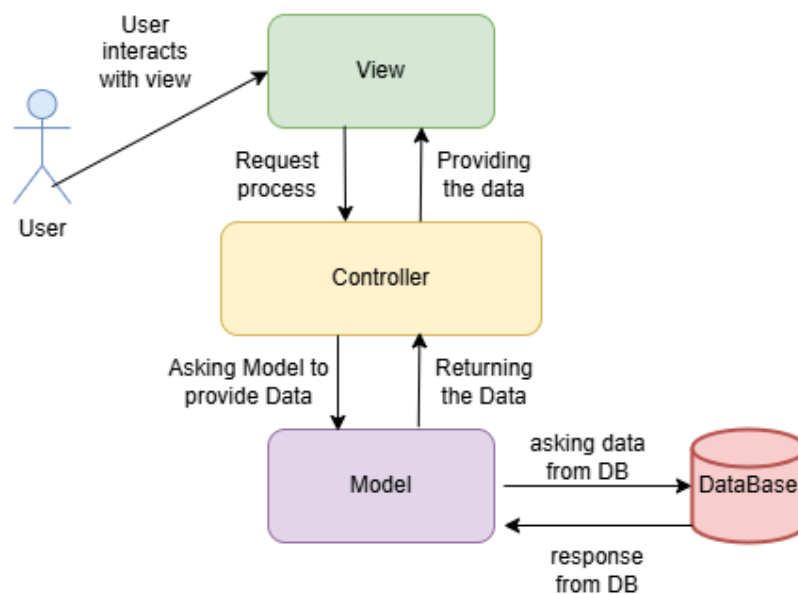 User
interacts
with view
View
Request
process
Providing
the data
User
Controller
Asking Model to
provide Data
Returning
the Data
Model
asking data
from DB
DataBase
response
from DB